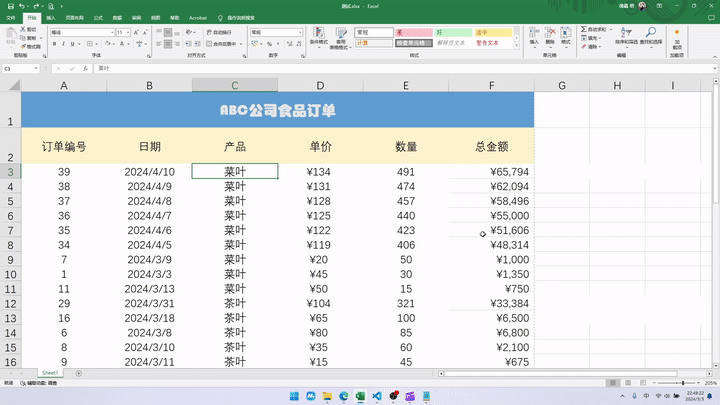 测试.xlsx - Excel
文件 开始 插入 页面布局 公式 数据 审阅 视图 帮助 Acrobat 操作说明搜索
剪切
复制
格式刷
等线 11
自动换行
合并后居中
常规
条件格式
套用
表格格式
常规 差 好 适中
计算 检查单元格 解释性文本 警告文本
插入 删除 格式
自动求和
填充
清除
排序和筛选 查找和选择
加
载项
剪贴板 字体 对齐方式 数字 样式 单元格 编辑 加载项
C3 菜叶
A B C D E F G H I
1 ABC公司食品订单
2 订单编号 日期 产品 单价 数量 总金额
3 39 2024/4/10 菜叶 ¥134 491 ¥65,794
4 38 2024/4/9 菜叶 ¥131 474 ¥62,094
5 37 2024/4/8 菜叶 ¥128 457 ¥58,496
6 36 2024/4/7 菜叶 ¥125 440 ¥55,000
7 35 2024/4/6 菜叶 ¥122 423 ¥51,606
8 34 2024/4/5 菜叶 ¥119 406 ¥48,314
9 7 2024/3/9 菜叶 ¥20 50 ¥1,000
10 1 2024/3/3 菜叶 ¥45 30 ¥1,350
11 11 2024/3/13 菜叶 ¥50 15 ¥750
12 29 2024/3/31 茶叶 ¥104 321 ¥33,384
13 16 2024/3/18 茶叶 ¥65 100 ¥6,500
14 6 2024/3/8 茶叶 ¥80 85 ¥6,800
15 8 2024/3/10 茶叶 ¥35 60 ¥2,100
16 9 2024/3/11 茶叶 ¥15 45 ¥675
Sheet1
就绪 辅助功能: 调查 205%
中 22:49:22
2024/3/5